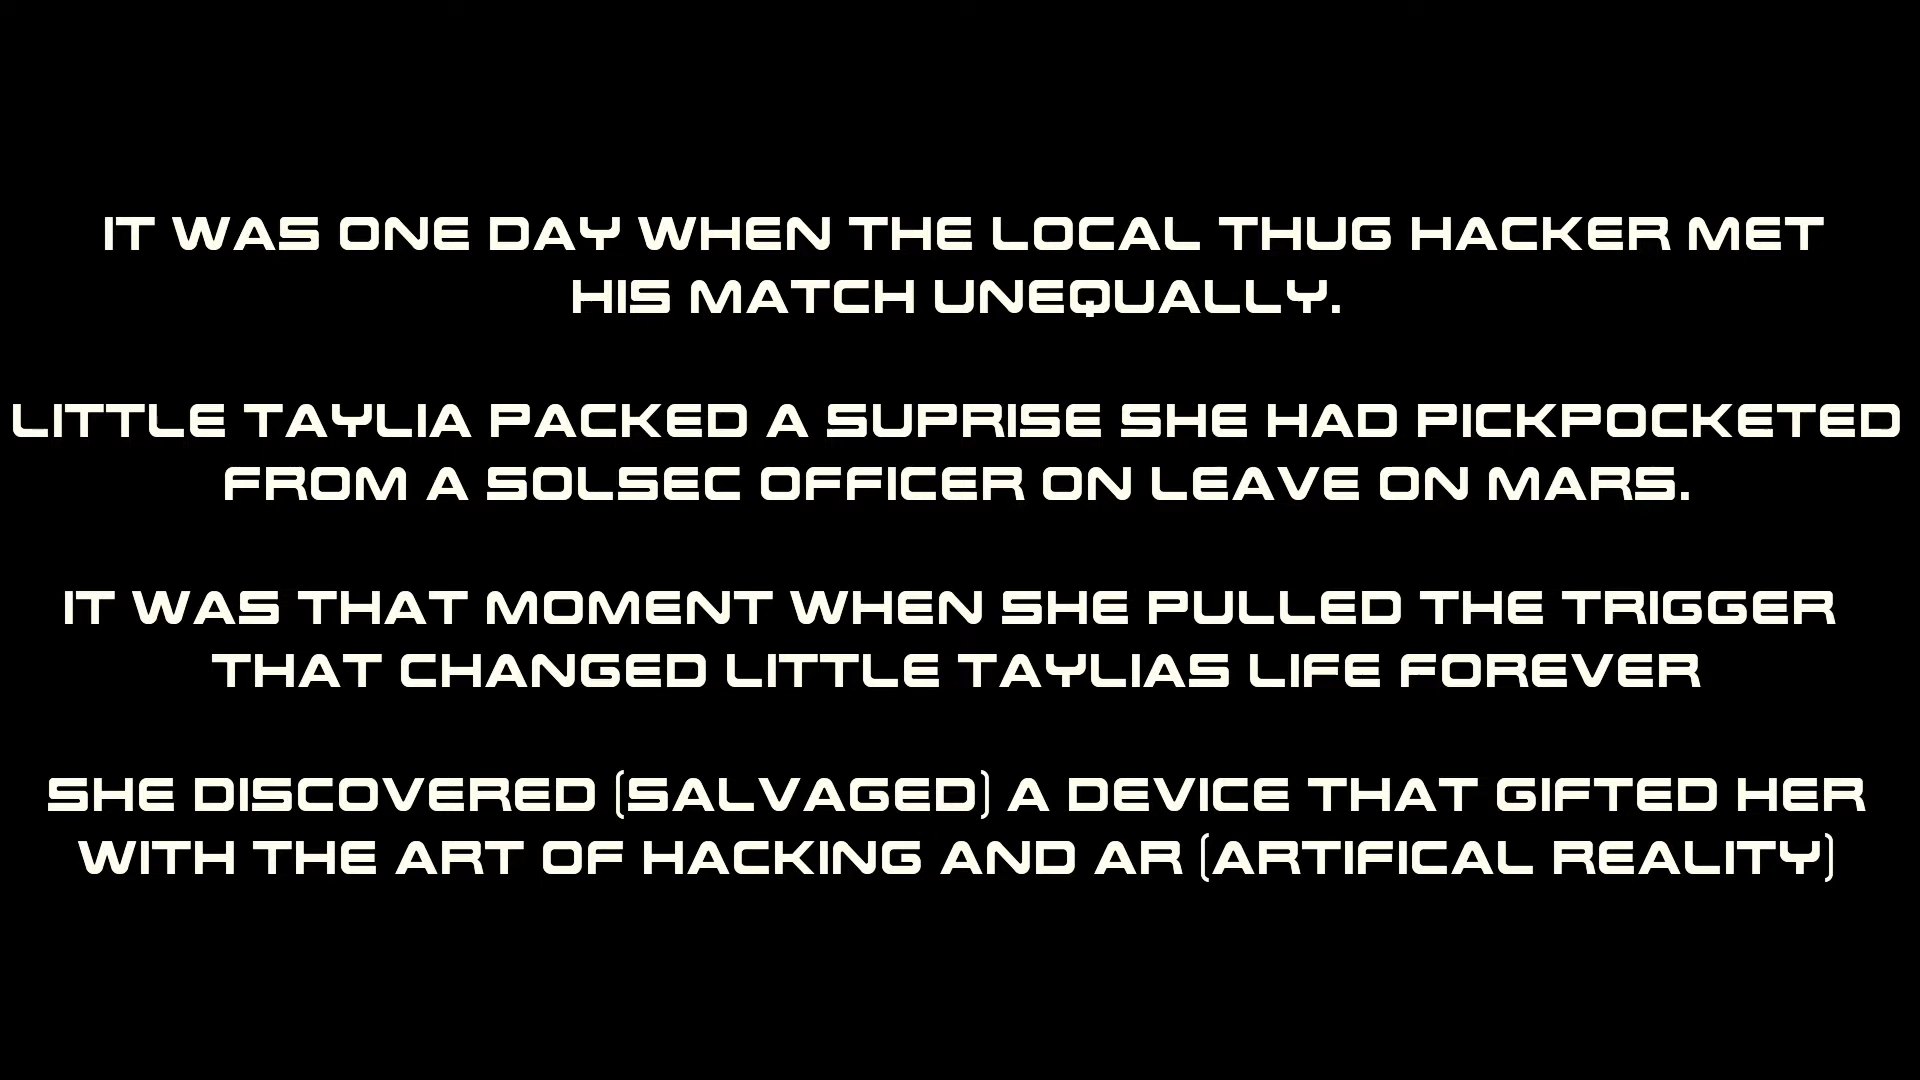 IT WAS ONE DAY WHEN THE LOCAL THUG HACKER MET
HIS MATCH UNEQUALLY.
LITTLE TAYLIA PACKED A SUPRISE SHE HAD PICKPOCKETED
FROM A SOLSEC OFFICER ON LEAVE ON MARS.
IT WAS THAT MOMENT WHEN SHE PULLED THE TRIGGER
THAT CHANGED LITTLE TAYLIAS LIFE FOREVER
SHE DISCOVERED (SALVAGED) A DEVICE THAT GIFTED HER
WITH THE ART OF HACKING AND AR (ARTIFICAL REALITY)